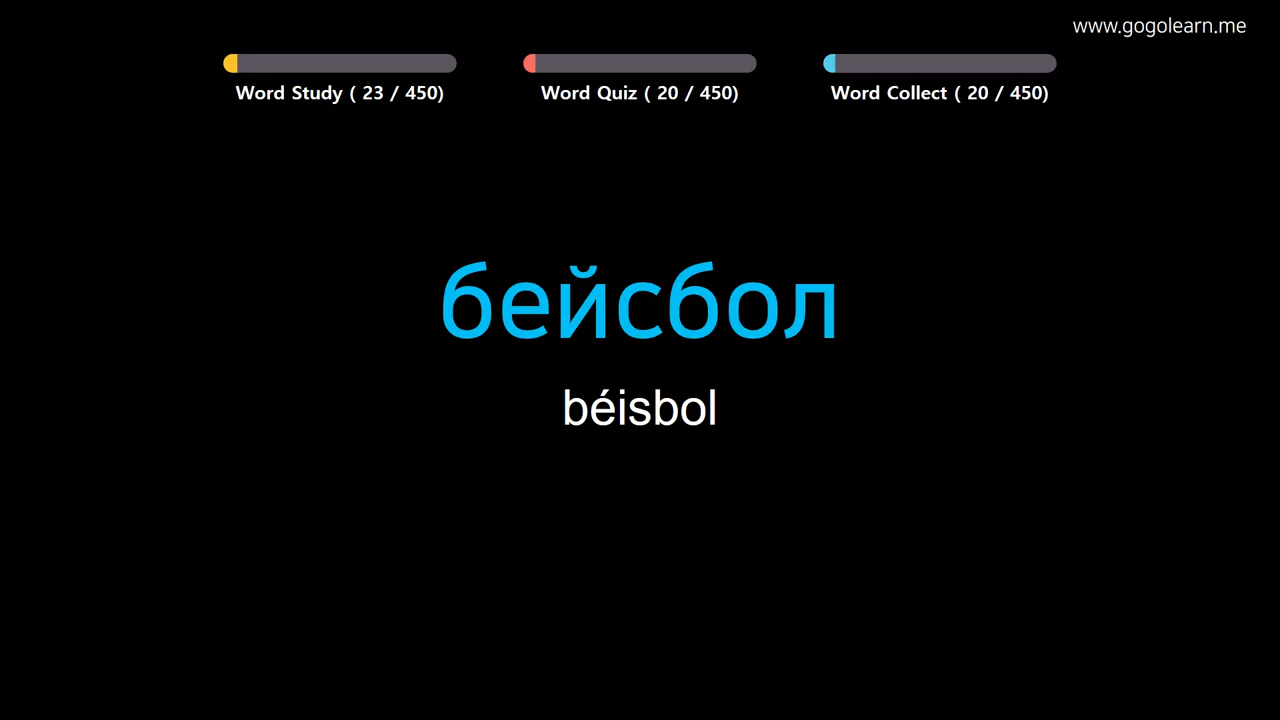 www.gogolearn.me
Word Study ( 23 / 450)
Word Quiz ( 20 / 450)
Word Collect ( 20 / 450)
бейсбол
béisbol